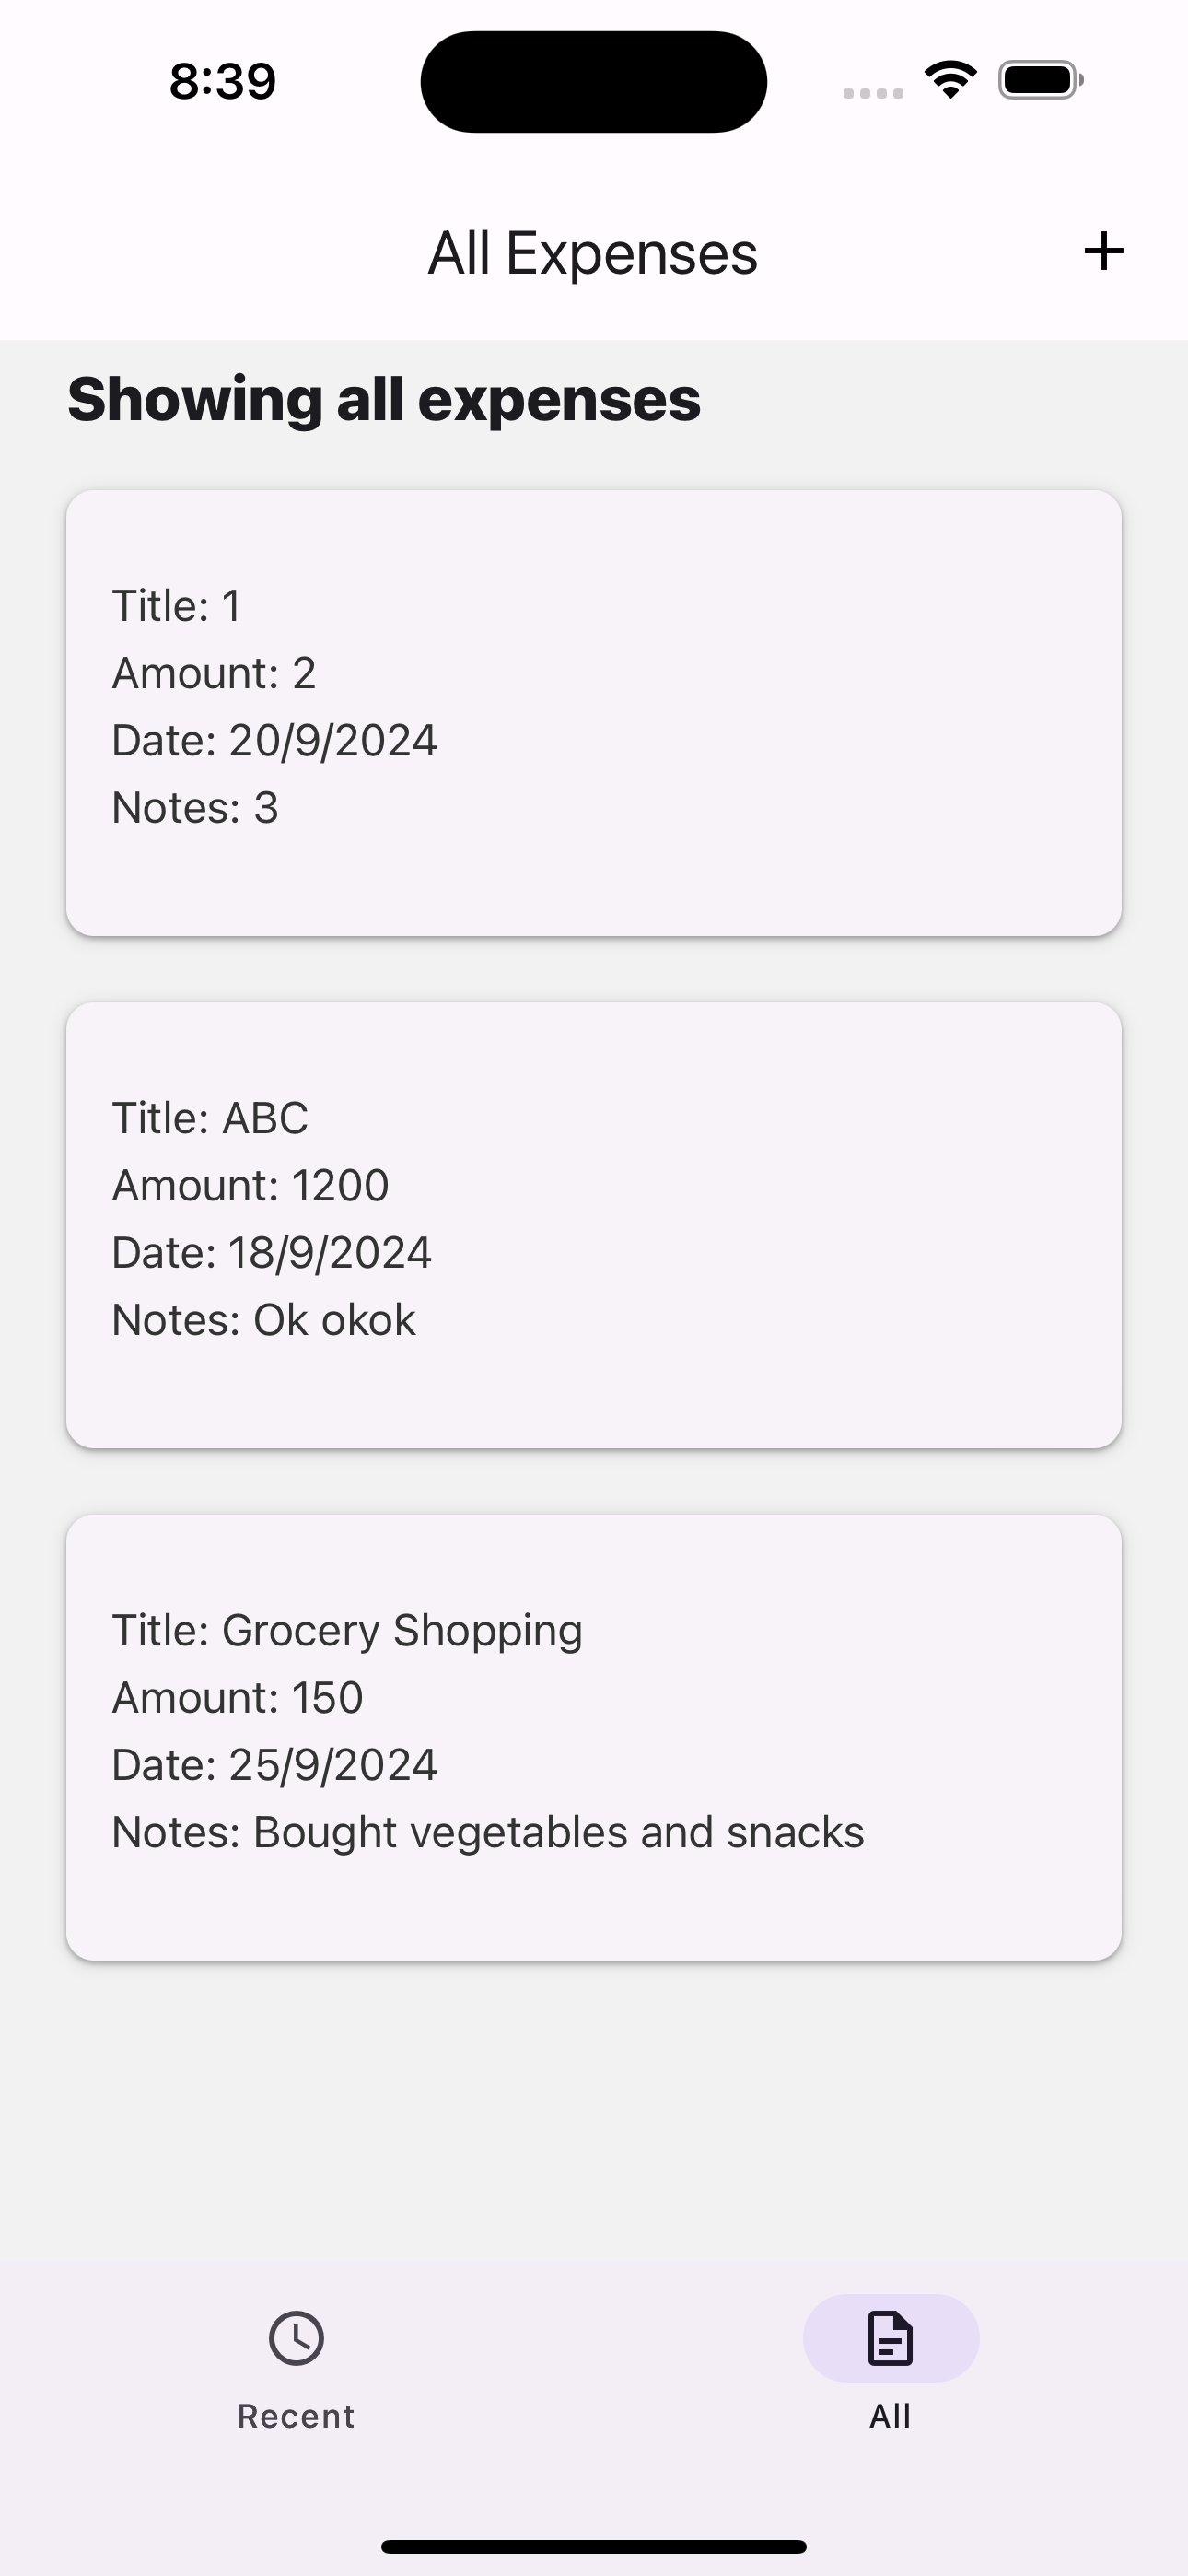 8:39
All Expenses
Showing all expenses
Title: 1
Amount: 2
Date: 20/9/2024
Notes: 3
Title: ABC
Amount: 1200
Date: 18/9/2024
Notes: Ok okok
Title: Grocery Shopping
Amount: 150
Date: 25/9/2024
Notes: Bought vegetables and snacks
Recent
All